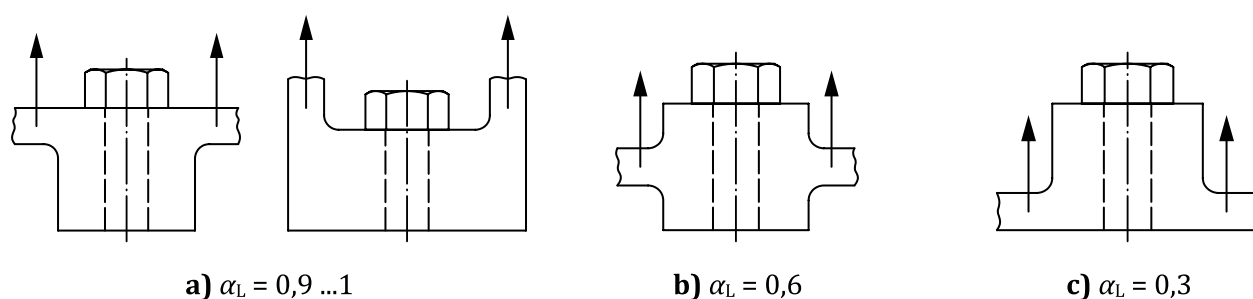 a) αL = 0,9 ...1 b) αL = 0,6 c) αL = 0,3